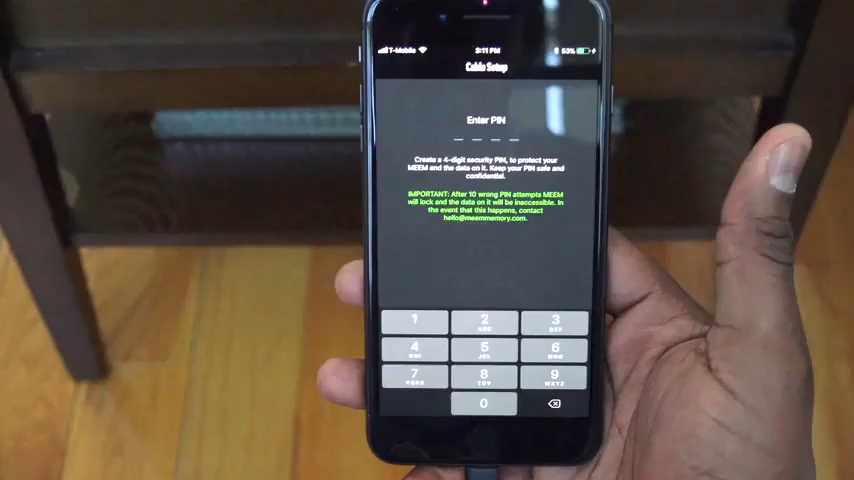 T-Mobile 3:11 PM 53%
Cable Setup
Enter PIN
Create a 4-digit security PIN, to protect your
MEEM and the data on it. Keep your PIN safe and
confidential.
IMPORTANT: After 10 wrong PIN attempts MEEM
will lock and the data on it will be inaccessible. In
the event that this happens, contact
hello@meemmemory.com.
1 2 3
ABC DEF
4 5 6
GHI JKL MNO
7 8 9
PQRS TUV WXYZ
0